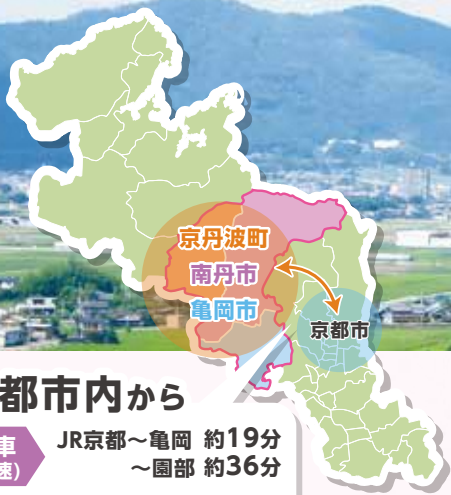 京丹波町
南丹市
亀岡市
京都市
都市内から
車
速)
JR京都～亀岡 約19分
～園部 約36分